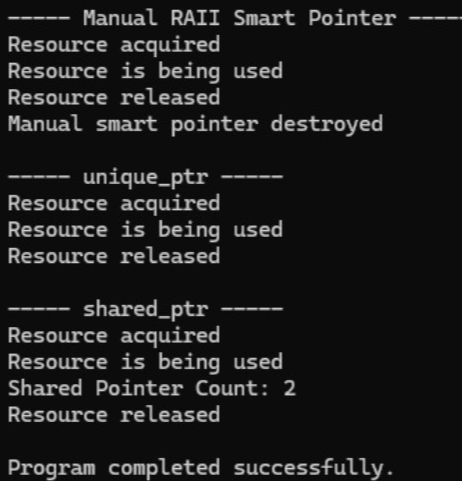 ----- Manual RAII Smart Pointer -----
Resource acquired
Resource is being used
Resource released
Manual smart pointer destroyed
----- unique_ptr -----
Resource acquired
Resource is being used
Resource released
----- shared_ptr -----
Resource acquired
Resource is being used
Shared Pointer Count: 2
Resource released
Program completed successfully.